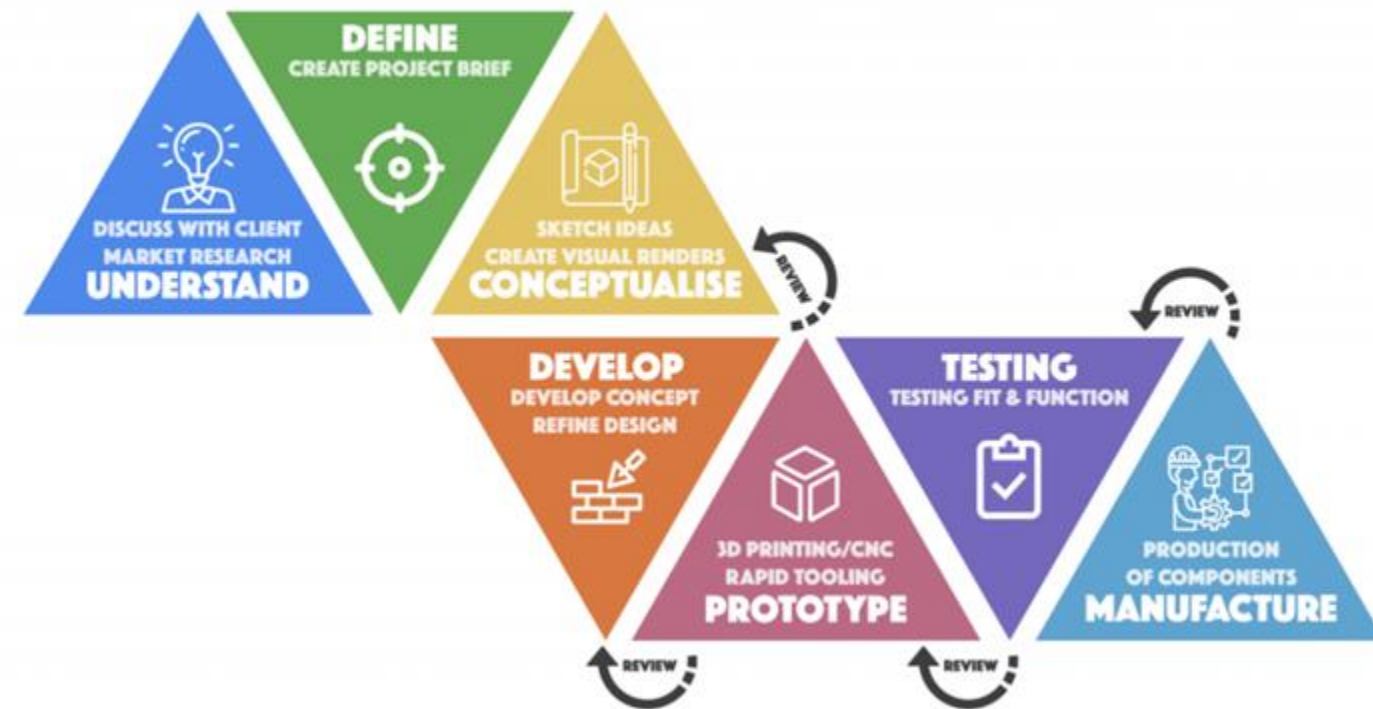 DEFINE
CREATE PROJECT BRIEF
DISCUSS WITH CLIENT
MARKET RESEARCH
UNDERSTAND
SKETCH IDEAS
CREATE VISUAL RENDERS
CONCEPTUALISE
REVIEW
DEVELOP
DEVELOP CONCEPT
REFINE DESIGN
3D PRINTING/CNC
RAPID TOOLING
PROTOTYPE
TESTING
TESTING FIT & FUNCTION
REVIEW
PRODUCTION
OF COMPONENTS
MANUFACTURE
REVIEW
REVIEW